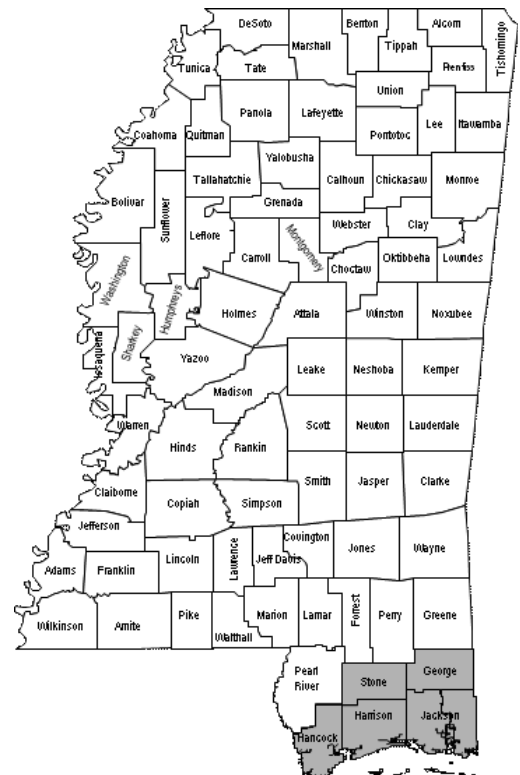 DeSoto
Marshall
Benton
Tippah
Alcorn
Tishomingo
Prentiss
Tunica
Tate
Union
Panola
Lafayette
Pontotoc
Lee
Itawamba
Coahoma
Quitman
Yalobusha
Tallahatchie
Calhoun
Chickasaw
Monroe
Bolivar
Sunflower
Grenada
Leflore
Montgomery
Webster
Clay
Carroll
Choctaw
Oktibbeha
Lowndes
Washington
Humphreys
Holmes
Attala
Winston
Noxubee
Issaquena
Sharkey
Yazoo
Leake
Neshoba
Kemper
Madison
Warren
Scott
Newton
Lauderdale
Hinds
Rankin
Smith
Jasper
Clarke
Claiborne
Copiah
Simpson
Jefferson
Covington
Jones
Wayne
Lincoln
Lawrence
Jeff Davis
Adams
Franklin
Wilkinson
Amite
Pike
Walthall
Marion
Lamar
Forrest
Perry
Greene
Pearl
River
George
Stone
Hancock
Harrison
Jackson